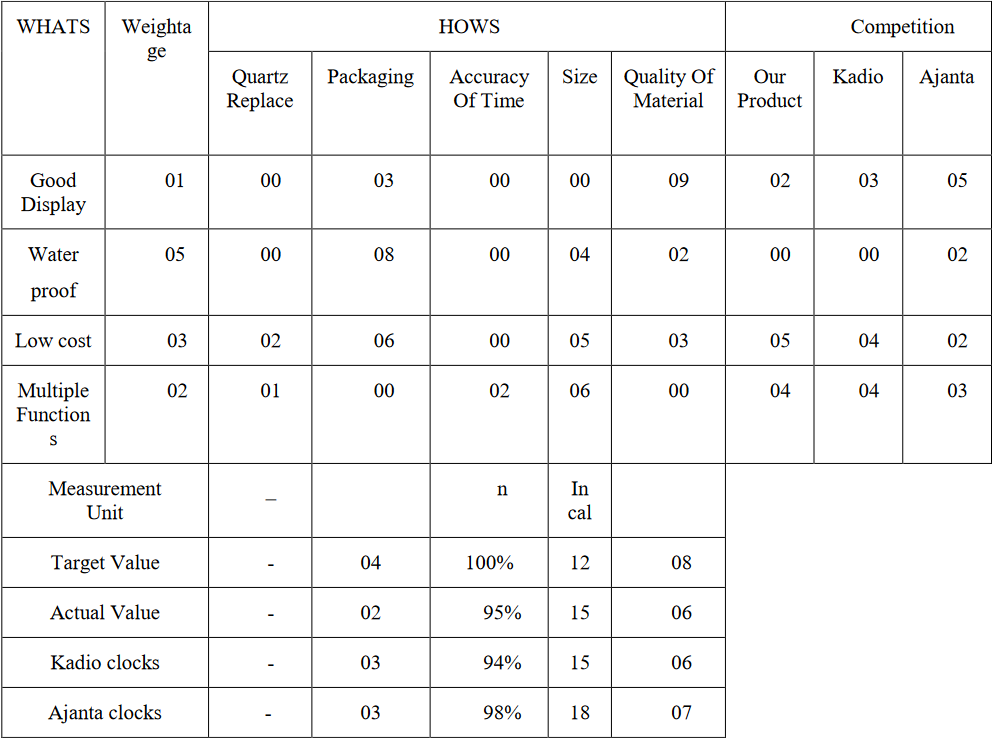 WHATS Weighta HOWS Competition
ge
Quartz Packaging Accuracy Size Quality Of Our Kadio Ajanta
Replace Of Time Material Product
Good 01 00 03 00 00 09 02 03 05
Display
Water 05 00 08 00 04 02 00 00 02
proof
Low cost 03 02 06 00 05 03 05 04 02
Multiple 02 01 00 02 06 00 04 04 03
Function
s
Measurement _ n In
Unit cal
Target Value - 04 100% 12 08
Actual Value - 02 95% 15 06
Kadio clocks - 03 94% 15 06
Ajanta clocks - 03 98% 18 07